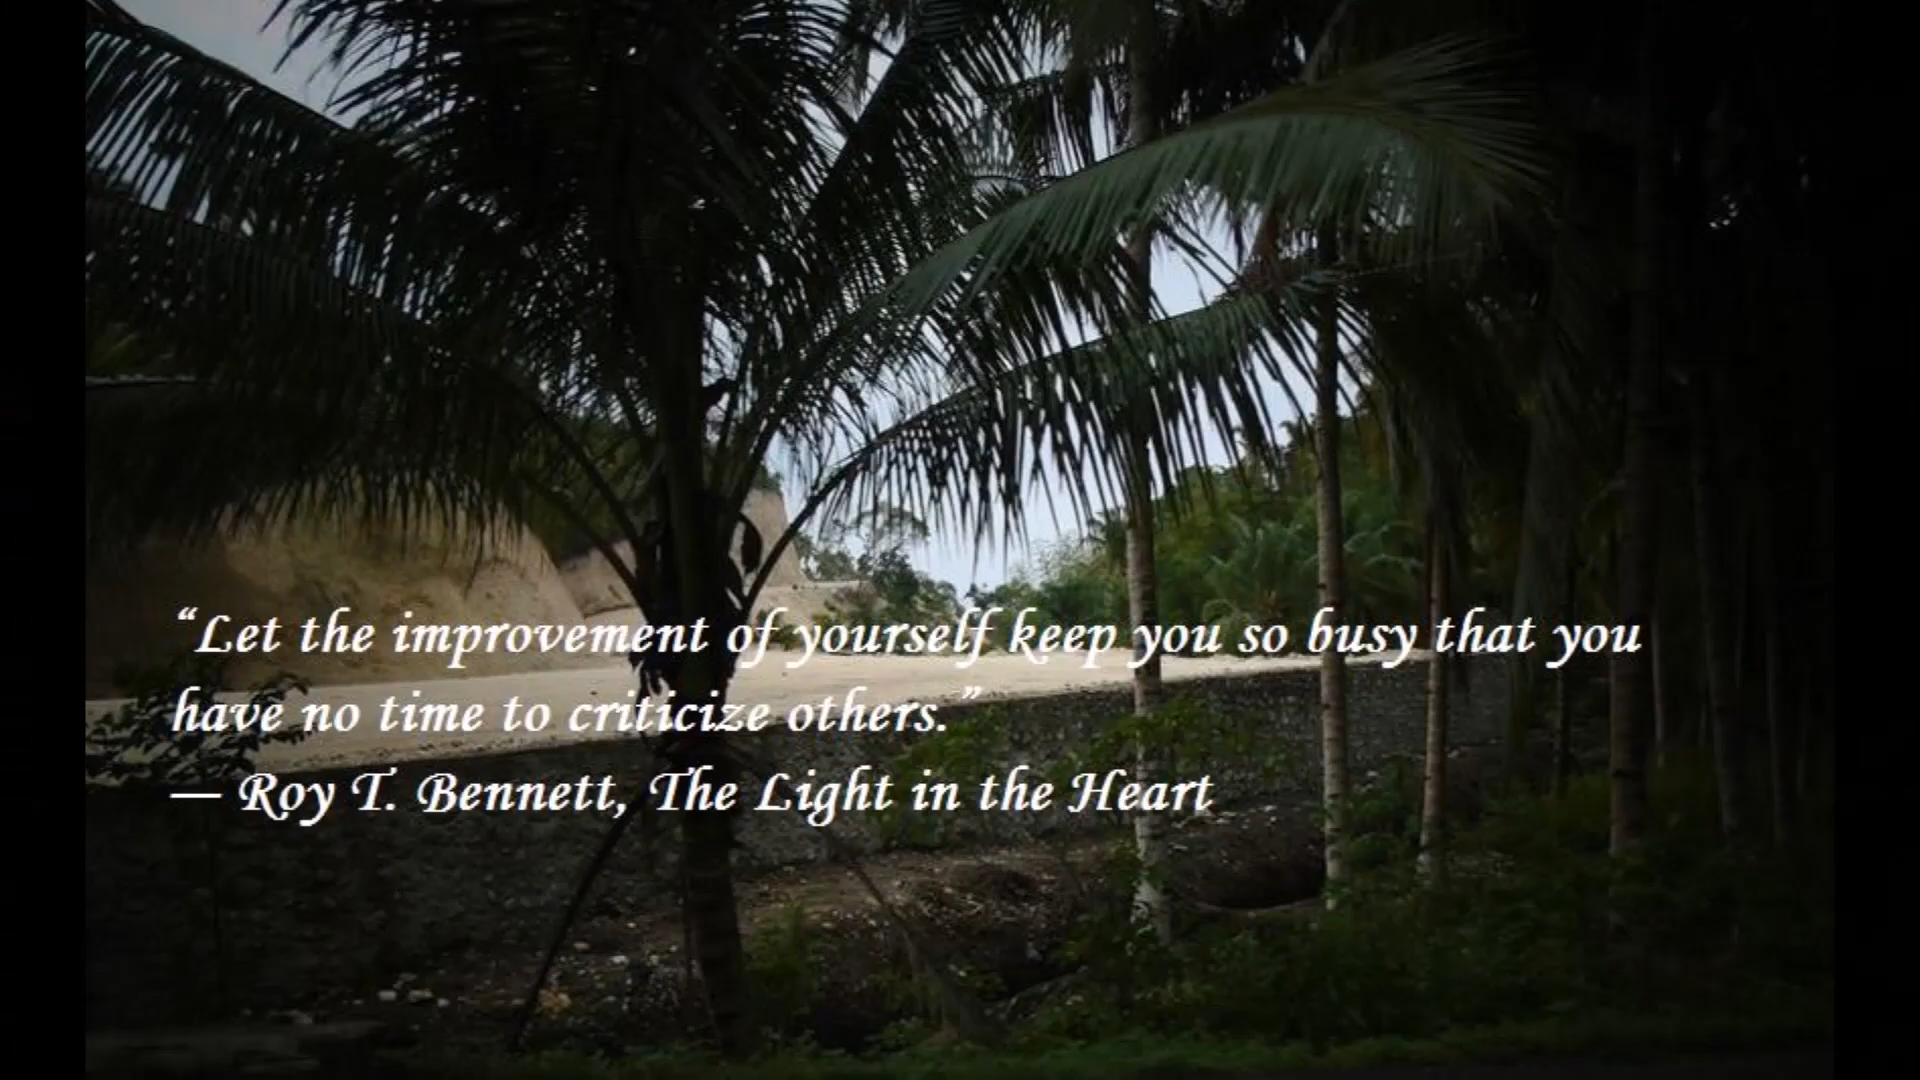 “Let the improvement of yourself keep you so busy that you
have no time to criticize others.”
— Roy T. Bennett, The Light in the Heart